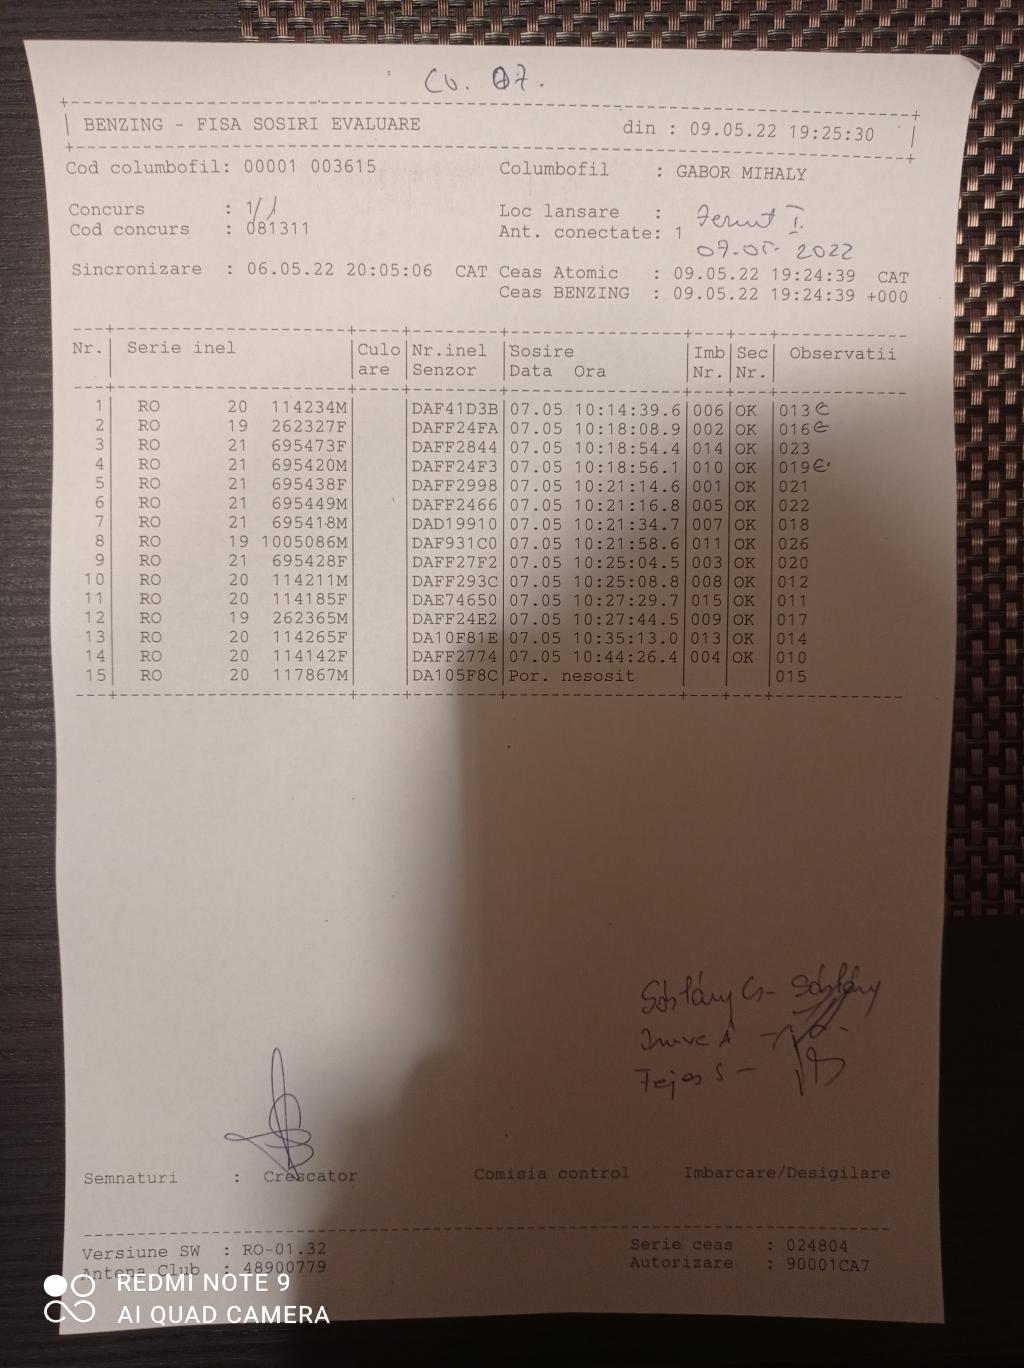 Cu. 07.
BENZING - FISA SOSIRI EVALUARE din : 09.05.22 19:25:30
Cod columbofil: 00001 003615 Columbofil : GABOR MIHALY
Concurs : 1/1 Loc lansare : Iernut I.
Cod concurs : 081311 Ant. conectate: 1
07.05. 2022
Sincronizare : 06.05.22 20:05:06 CAT Ceas Atomic : 09.05.22 19:24:39 CAT
Ceas BENZING : 09.05.22 19:24:39 +000
Nr. Serie inel Culo Nr.inel Sosire Imb Sec Observatii
are Senzor Data Ora Nr. Nr.
1 RO 20 114234M DAF41D3B 07.05 10:14:39.6 006 OK 013
2 RO 19 262327F DAFF24FA 07.05 10:18:08.9 002 OK 016
3 RO 21 695473F DAFF2844 07.05 10:18:54.4 014 OK 023
4 RO 21 695420M DAFF24F3 07.05 10:18:56.1 010 OK 019
5 RO 21 695438F DAFF2998 07.05 10:21:14.6 001 OK 021
6 RO 21 695449M DAFF2466 07.05 10:21:16.8 005 OK 022
7 RO 21 695418M DAD19910 07.05 10:21:34.7 007 OK 018
8 RO 19 1005086M DAF931C0 07.05 10:21:58.6 011 OK 026
9 RO 21 695428F DAFF27F2 07.05 10:25:04.5 003 OK 020
10 RO 20 114211M DAFF293C 07.05 10:25:08.8 008 OK 012
11 RO 20 114185F DAE74650 07.05 10:27:29.7 015 OK 011
12 RO 19 262365M DAFF24E2 07.05 10:27:44.5 009 OK 017
13 RO 20 114265F DA10F81E 07.05 10:35:13.0 013 OK 014
14 RO 20 114142F DAFF2774 07.05 10:44:26.4 004 OK 010
15 RO 20 117867M DA105F8C Por. nesosit 015
Fejes S -
Semnaturi : Crescator Comisia control Imbarcare/Desigilare
Versiune SW : RO-01.32 Serie ceas : 024804
Antena Club : 48900779 Autorizare : 90001CA7
REDMI NOTE 9
AI QUAD CAMERA